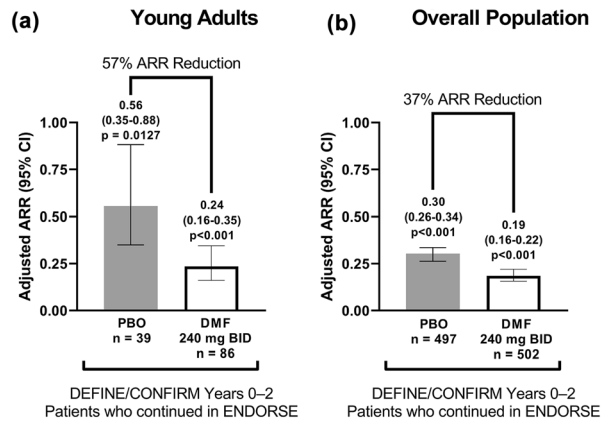 (a)
Young Adults
57% ARR Reduction
0.56
(0.35-0.88)
p = 0.0127
0.24
(0.16-0.35)
p<0.001
Adjusted ARR (95% CI)
1.00
0.75
0.50
0.25
0.00
PBO
n = 39
DMF
240 mg BID
n = 86
DEFINE/CONFIRM Years 0–2
Patients who continued in ENDORSE
(b)
Overall Population
37% ARR Reduction
0.30
(0.26-0.34)
p<0.001
0.19
(0.16-0.22)
p<0.001
Adjusted ARR (95% CI)
1.00
0.75
0.50
0.25
0.00
PBO
n = 497
DMF
240 mg BID
n = 502
DEFINE/CONFIRM Years 0–2
Patients who continued in ENDORSE